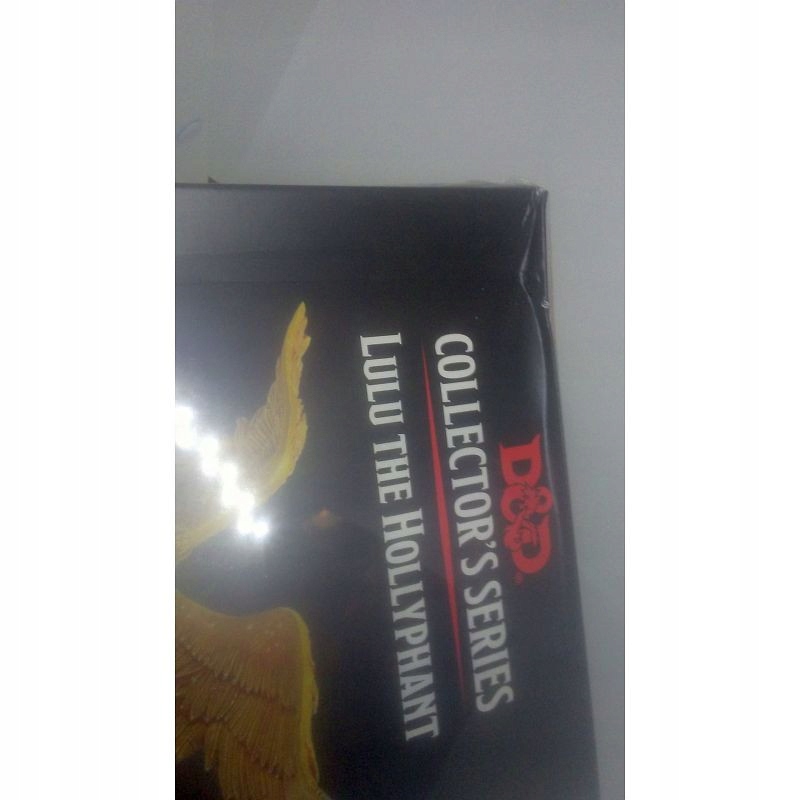 D&D®
COLLECTOR'S SERIES
LULU THE HOLLYPHANT